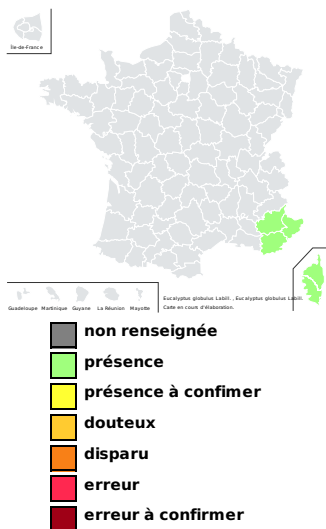 Île-de-France
Eucalyptus globulus Labill. , Eucalyptus globulus Labill.
Carte en cours d'élaboration.
Guadeloupe Martinique Guyane La Réunion Mayotte
non renseignée
présence
présence à confimer
douteux
disparu
erreur
erreur à confirmer